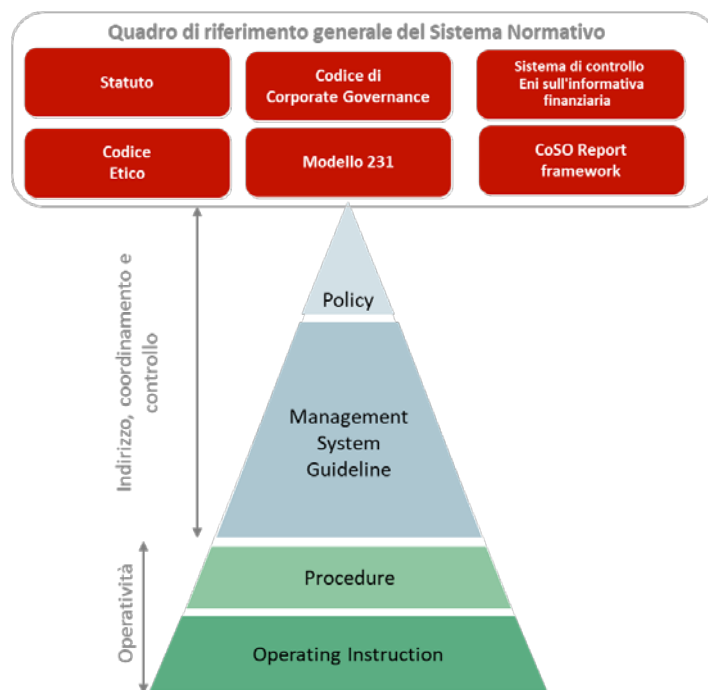 Quadro di riferimento generale del Sistema Normativo
Statuto
Codice di
Corporate Governance
Sistema di controllo
Eni sull'informativa
finanziaria
Codice
Etico
Modello 231
CoSO Report
framework
Indirizzo, coordinamento e
controllo
Policy
Management
System
Guideline
Operatività
Procedure
Operating Instruction